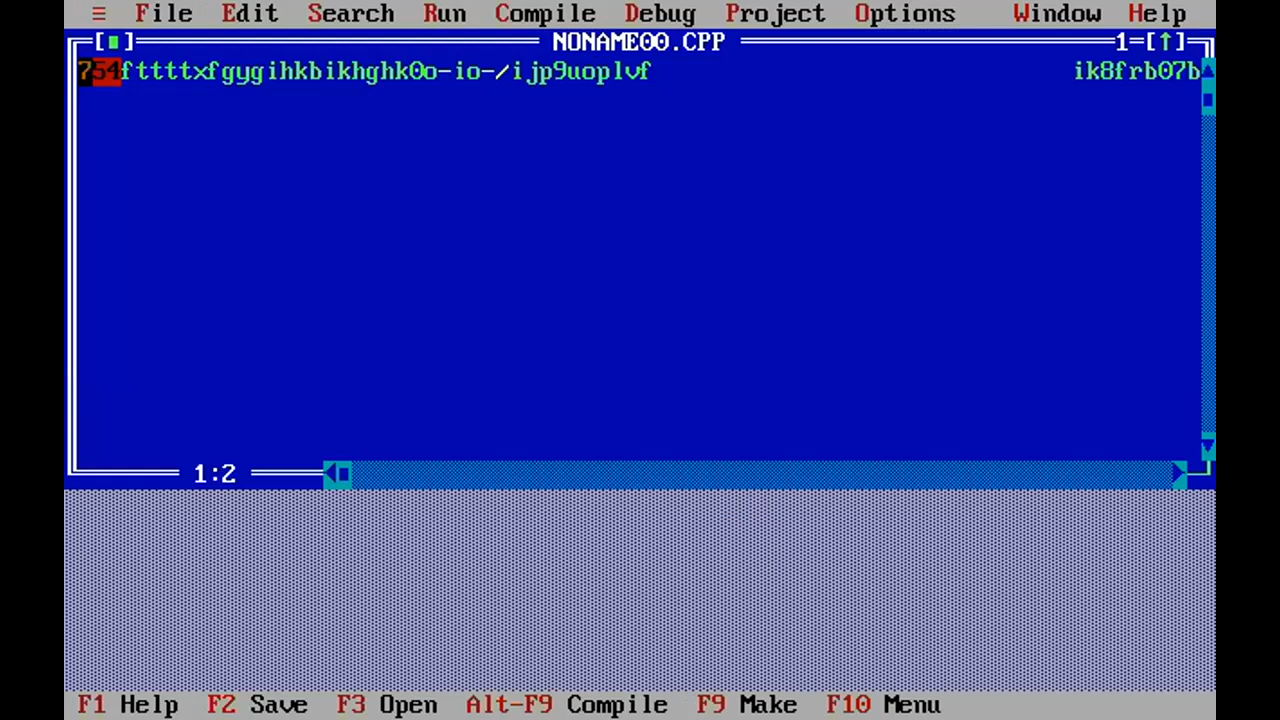 ≡ File Edit Search Run Compile Debug Project Options Window Help
[■] NONAME00.CPP 1=[↑]
754fttttxfgygihkbikhghk0o-io-/ijp9uoplvf ik8frb07b
1:2
F1 Help F2 Save F3 Open Alt-F9 Compile F9 Make F10 Menu